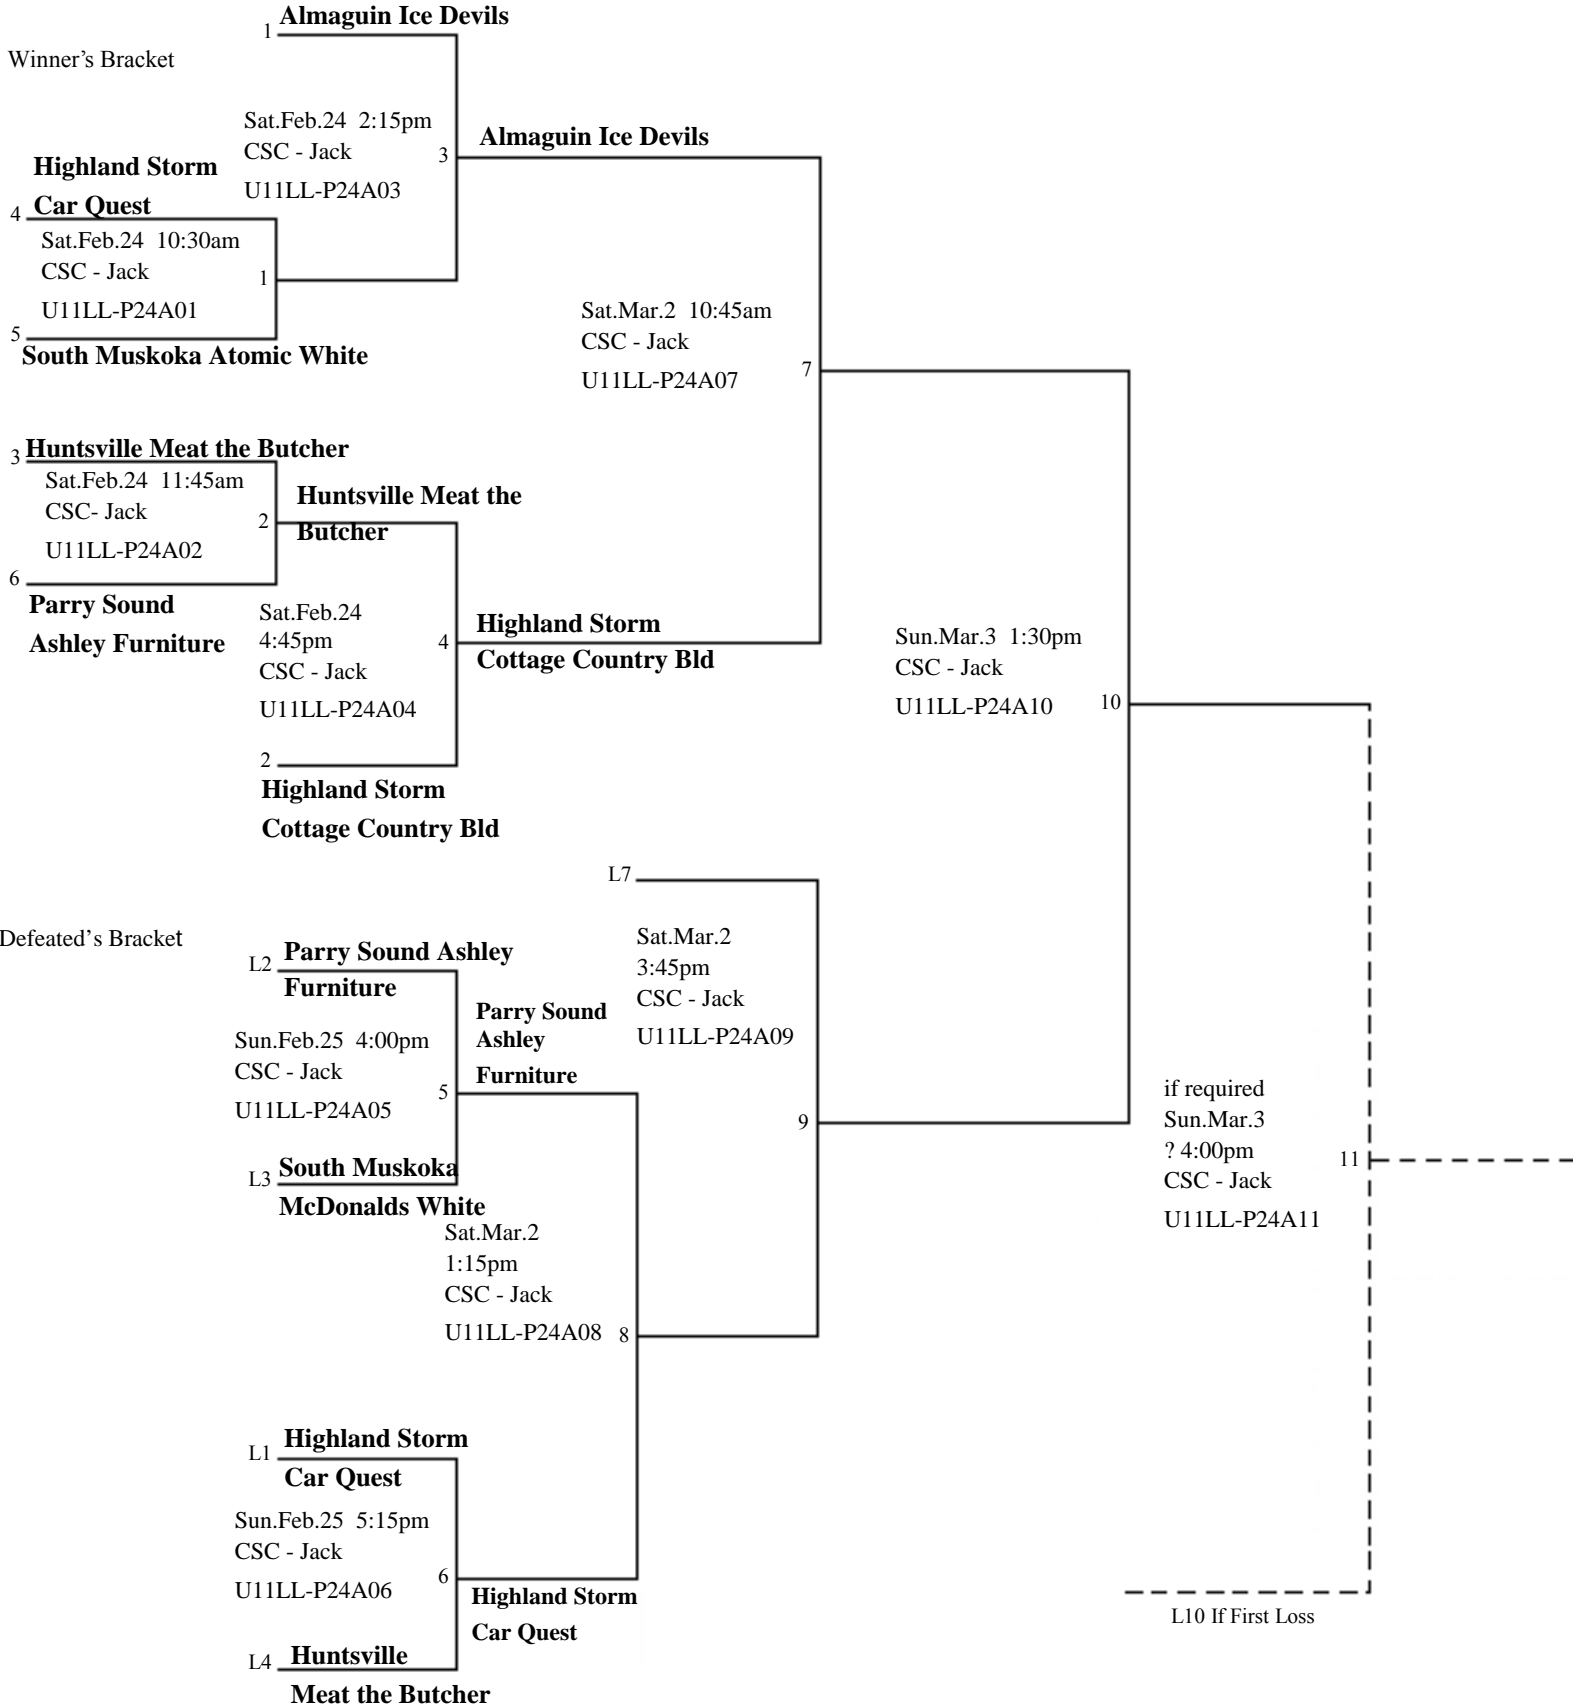 1 Almaguin Ice Devils
Winner's Bracket
Sat.Feb.24 2:15pm
CSC - Jack
U11LL-P24A03
3
Almaguin Ice Devils
Highland Storm
Car Quest
4
Sat.Feb.24 10:30am
CSC - Jack
U11LL-P24A01
1
5
South Muskoka Atomic White
Sat.Mar.2 10:45am
CSC - Jack
U11LL-P24A07
7
3 Huntsville Meat the Butcher
Sat.Feb.24 11:45am
CSC- Jack
U11LL-P24A02
2
Huntsville Meat the
Butcher
6
Parry Sound
Ashley Furniture
Sat.Feb.24
4:45pm
CSC - Jack
U11LL-P24A04
4
Highland Storm
Cottage Country Bld
2
Highland Storm
Cottage Country Bld
Sun.Mar.3 1:30pm
CSC - Jack
U11LL-P24A10
10
L7
Defeated's Bracket
Sat.Mar.2
3:45pm
CSC - Jack
U11LL-P24A09
9
L2 Parry Sound Ashley
Furniture
Sun.Feb.25 4:00pm
CSC - Jack
U11LL-P24A05
5
Parry Sound
Ashley
Furniture
L3 South Muskoka
McDonalds White
Sat.Mar.2
1:15pm
CSC - Jack
U11LL-P24A08
8
if required
Sun.Mar.3
? 4:00pm
CSC - Jack
U11LL-P24A11
11
L1 Highland Storm
Car Quest
Sun.Feb.25 5:15pm
CSC - Jack
U11LL-P24A06
6
Highland Storm
Car Quest
L4 Huntsville
Meat the Butcher
L10 If First Loss